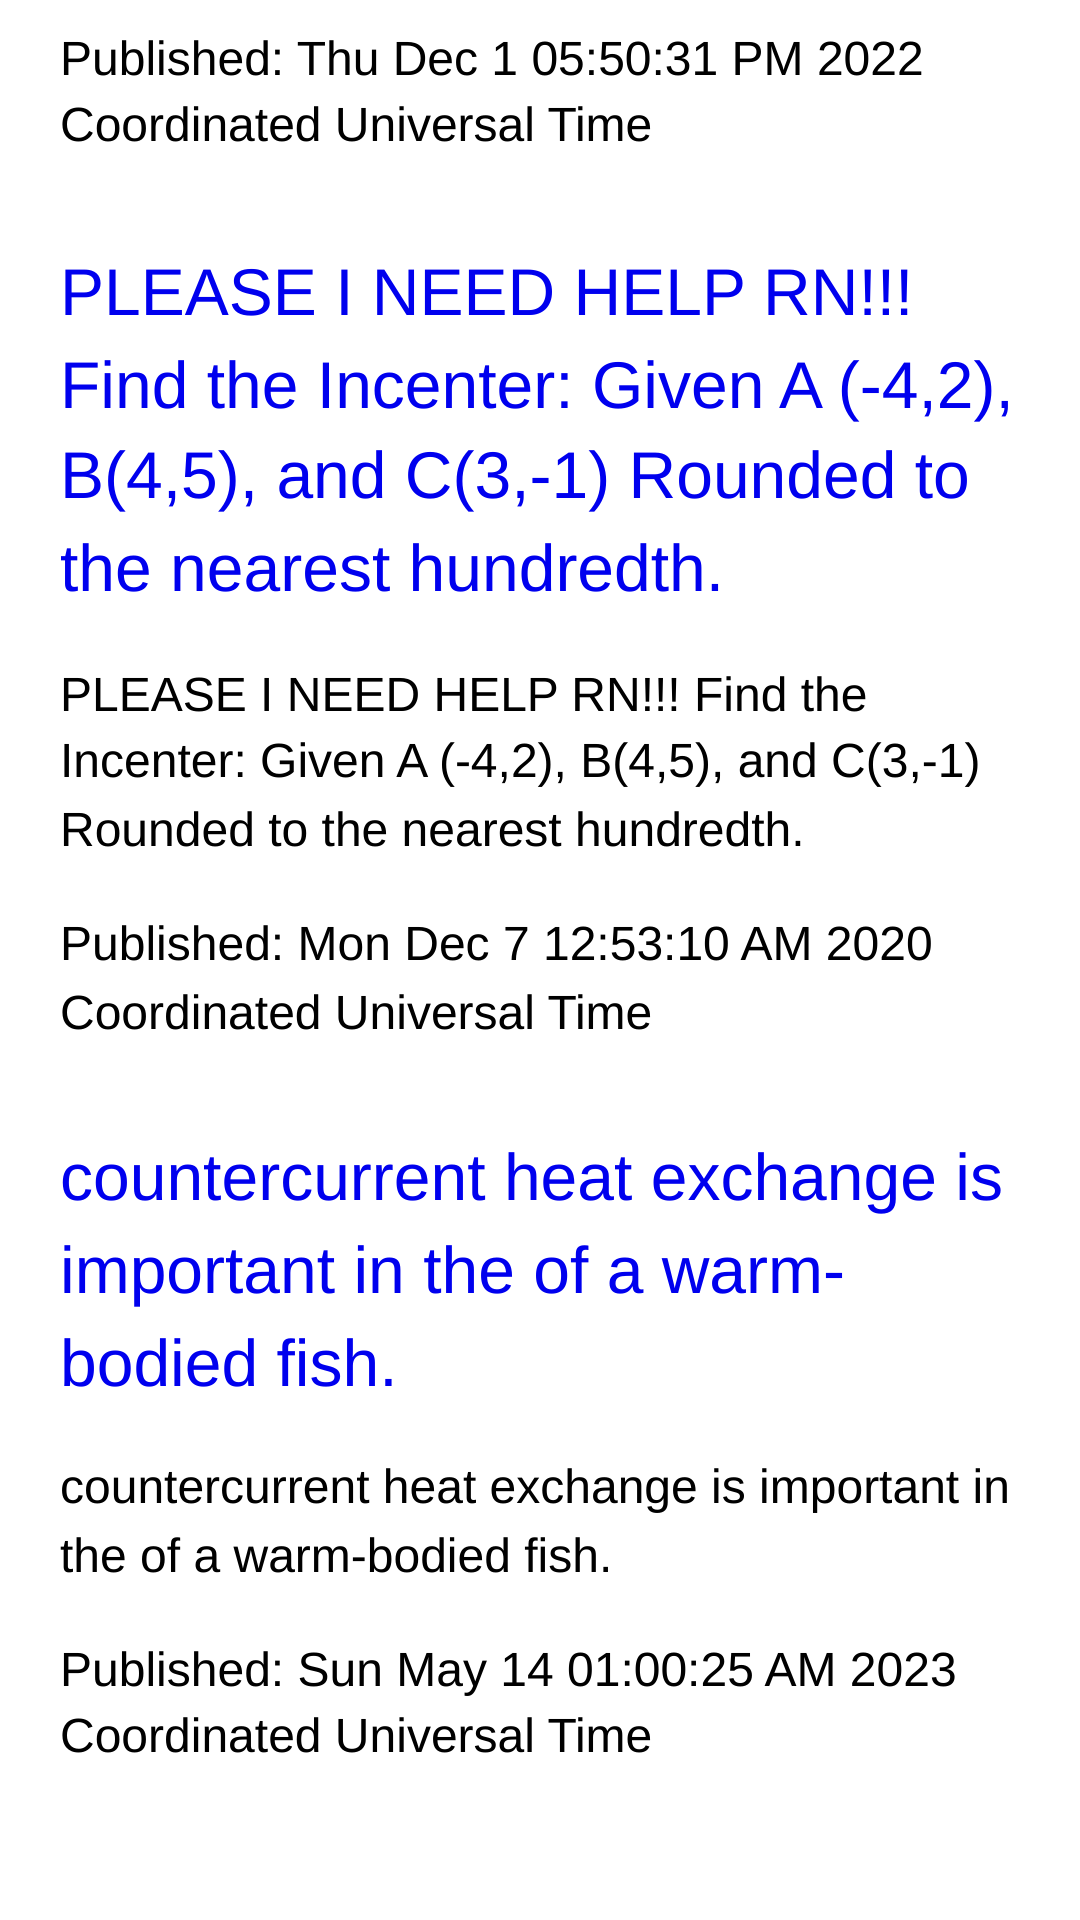 Published: Thu Dec 1 05:50:31 PM 2022
Coordinated Universal Time
PLEASE I NEED HELP RN!!!
Find the Incenter: Given A (-4,2),
B(4,5), and C(3,-1) Rounded to
the nearest hundredth.
PLEASE I NEED HELP RN!!! Find the
Incenter: Given A (-4,2), B(4,5), and C(3,-1)
Rounded to the nearest hundredth.
Published: Mon Dec 7 12:53:10 AM 2020
Coordinated Universal Time
countercurrent heat exchange is
important in the of a warm-
bodied fish.
countercurrent heat exchange is important in
the of a warm-bodied fish.
Published: Sun May 14 01:00:25 AM 2023
Coordinated Universal Time